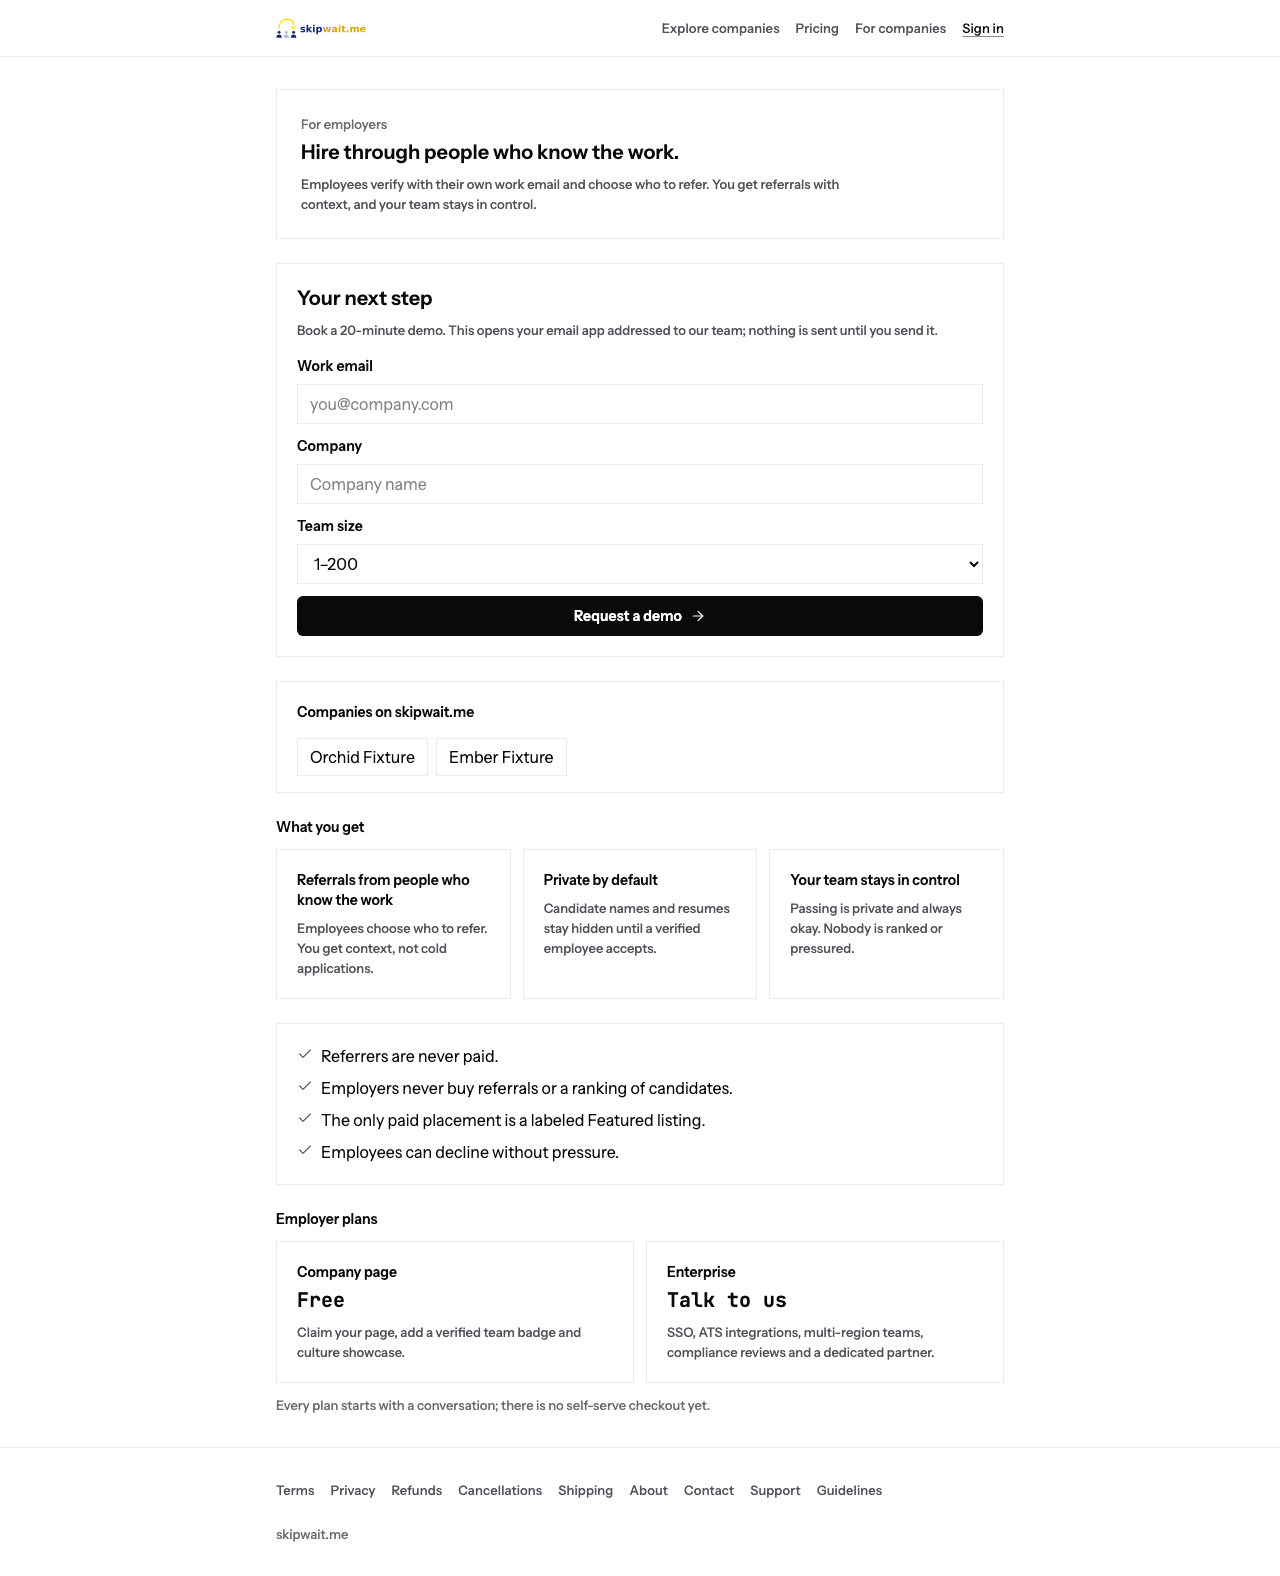 skipwait.me
Explore companies
Pricing
For companies
Sign in
For employers
Hire through people who know the work.
Employees verify with their own work email and choose who to refer. You get referrals with
context, and your team stays in control.
Your next step
Book a 20-minute demo. This opens your email app addressed to our team; nothing is sent until you send it.
Work email
you@company.com
Company
Company name
Team size
1–200
Request a demo →
Companies on skipwait.me
Orchid Fixture
Ember Fixture
What you get
Referrals from people who
know the work
Employees choose who to refer.
You get context, not cold
applications.
Private by default
Candidate names and resumes
stay hidden until a verified
employee accepts.
Your team stays in control
Passing is private and always
okay. Nobody is ranked or
pressured.
Referrers are never paid.
Employers never buy referrals or a ranking of candidates.
The only paid placement is a labeled Featured listing.
Employees can decline without pressure.
Employer plans
Company page
Free
Claim your page, add a verified team badge and
culture showcase.
Enterprise
Talk to us
SSO, ATS integrations, multi-region teams,
compliance reviews and a dedicated partner.
Every plan starts with a conversation; there is no self-serve checkout yet.
Terms
Privacy
Refunds
Cancellations
Shipping
About
Contact
Support
Guidelines
skipwait.me